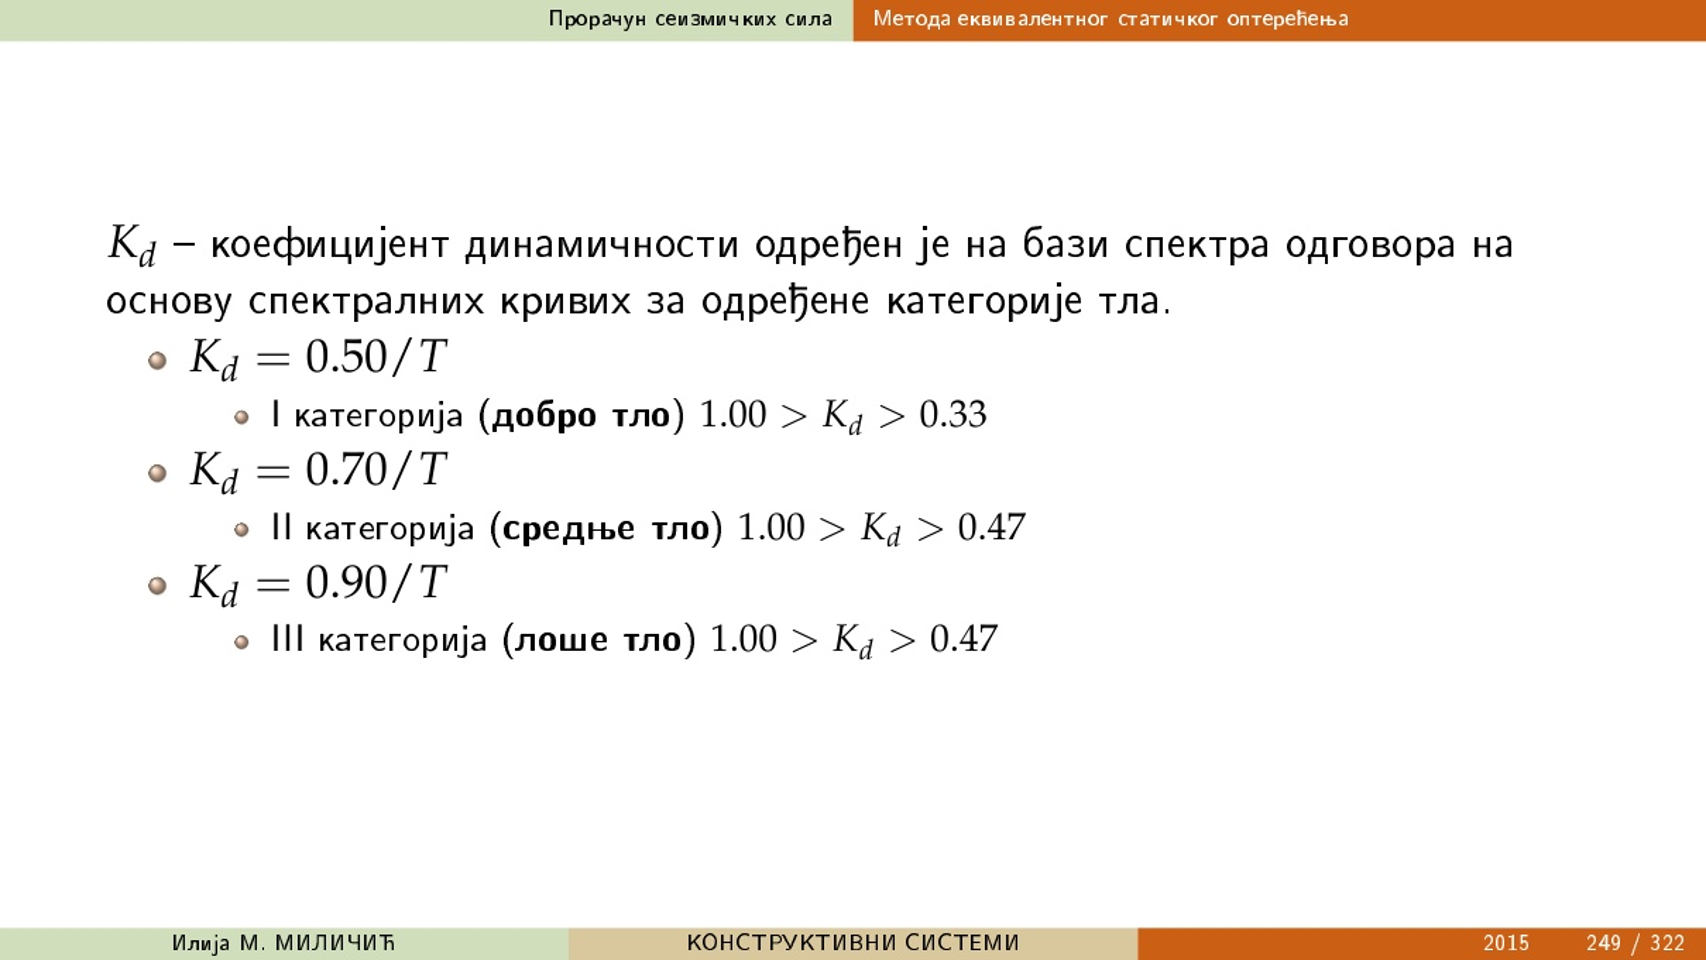 Прорачун сеизмичких сила
Метода еквивалентног статичког оптерећења
K_d – коефицијент динамичности одређен је на бази спектра одговора на
основу спектралних кривих за одређене категорије тла.
K_d = 0.50/T
I категорија (добро тло) 1.00 > K_d > 0.33
K_d = 0.70/T
II категорија (средње тло) 1.00 > K_d > 0.47
K_d = 0.90/T
III категорија (лоше тло) 1.00 > K_d > 0.47
Илија М. МИЛИЧИЋ
КОНСТРУКТИВНИ СИСТЕМИ
2015
249 / 322